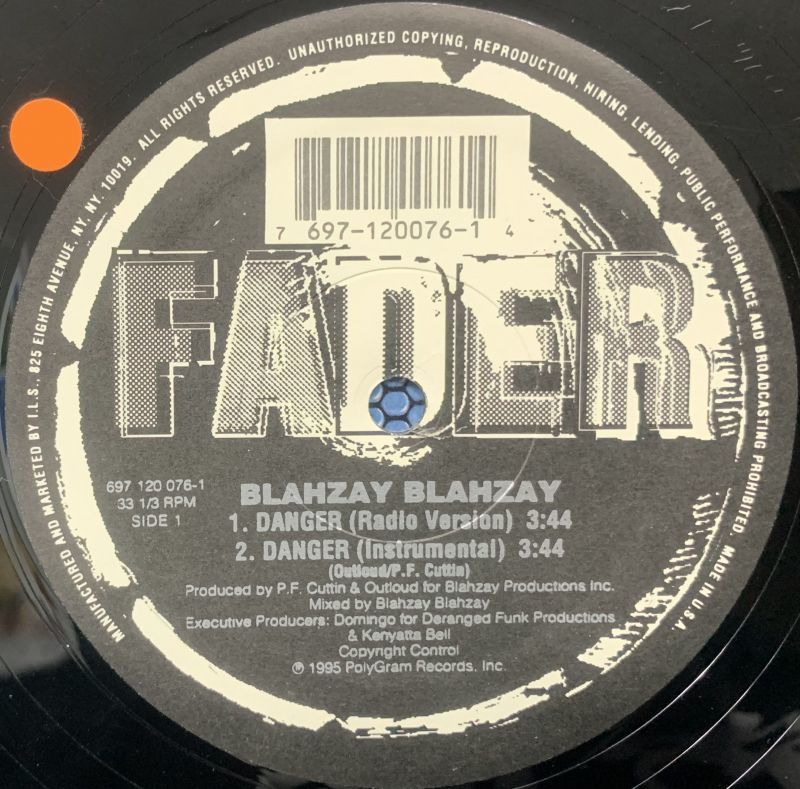 MANUFACTURED AND MARKETED BY I.L.S., 825 EIGHTH AVENUE, NY, NY. 10019. ALL RIGHTS RESERVED. UNAUTHORIZED COPYING, REPRODUCTION, HIRING, LENDING, PUBLIC PERFORMANCE AND BROADCASTING PROHIBITED. MADE IN U.S.A.
7 697-120076-1 4
FADER
697 120 076-1
33 1/3 RPM
SIDE 1
BLAHZAY BLAHZAY
1. DANGER (Radio Version) 3:44
2. DANGER (Instrumental) 3:44
(Outloud/P.F. Cuttin)
Produced by P.F. Cuttin & Outloud for Blahzay Productions Inc.
Mixed by Blahzay Blahzay
Executive Producers: Domingo for Deranged Funk Productions
& Kenyatta Bell
Copyright Control
℗ 1995 PolyGram Records, Inc.